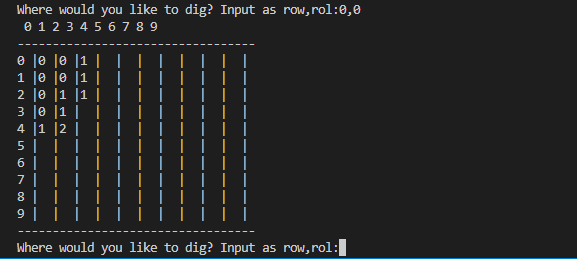 Where would you like to dig? Input as row,rol:0,0
 0 1 2 3 4 5 6 7 8 9
----------------------------------
0 |0 |0 |1 |  |  |  |  |  |  |  |
1 |0 |0 |1 |  |  |  |  |  |  |  |
2 |0 |1 |1 |  |  |  |  |  |  |  |
3 |0 |1 |  |  |  |  |  |  |  |  |
4 |1 |2 |  |  |  |  |  |  |  |  |
5 |  |  |  |  |  |  |  |  |  |  |
6 |  |  |  |  |  |  |  |  |  |  |
7 |  |  |  |  |  |  |  |  |  |  |
8 |  |  |  |  |  |  |  |  |  |  |
9 |  |  |  |  |  |  |  |  |  |  |
----------------------------------
Where would you like to dig? Input as row,rol: